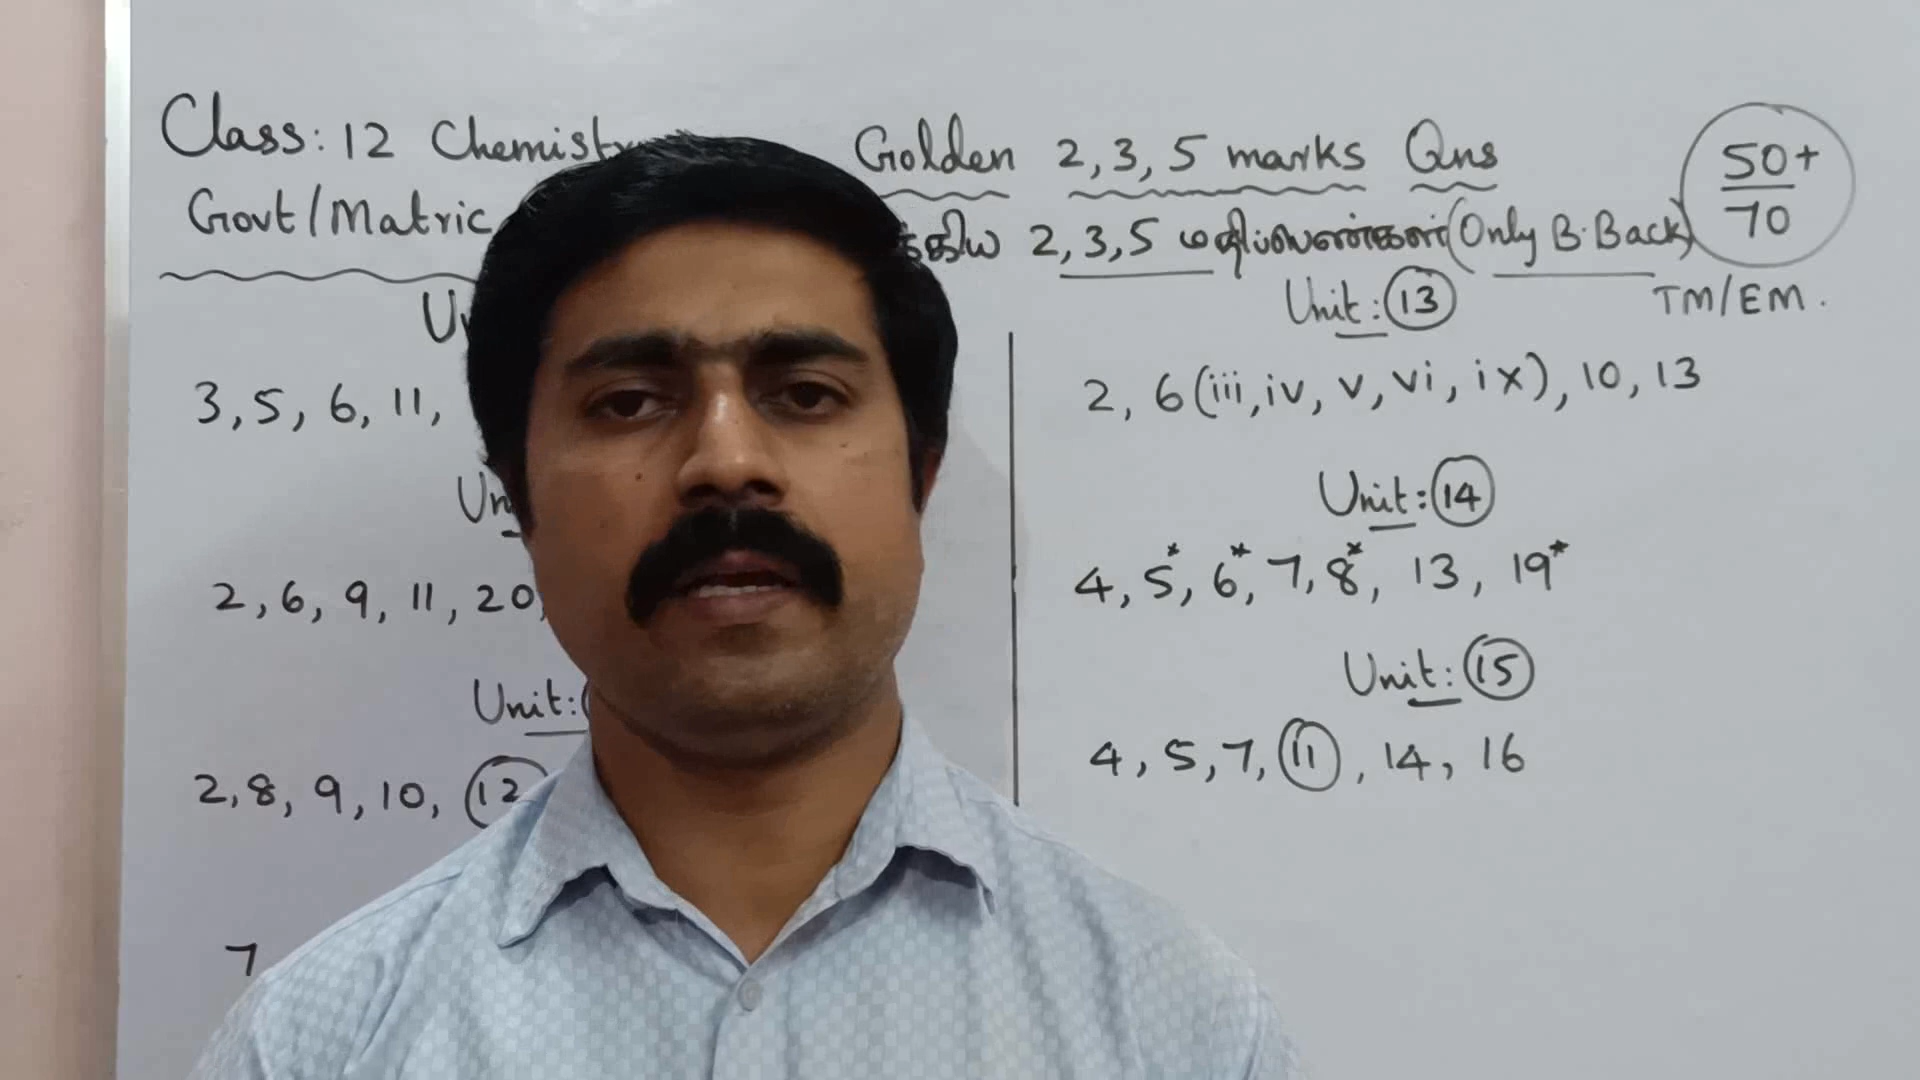 Class: 12 Chemistry
Govt/Matric
Golden 2, 3, 5 marks Qns
2, 3, 5 மதிப்பெண்கள் (Only B. Back)
50+
70
TM/EM.
3, 5, 6, 11,
2, 6, 9, 11, 20,
Unit:
2, 8, 9, 10, 12
7
Unit: 13
2, 6 (iii, iv, v, vi, ix), 10, 13
Unit: 14
4, 5*, 6*, 7, 8*, 13, 19*
Unit: 15
4, 5, 7, 11, 14, 16